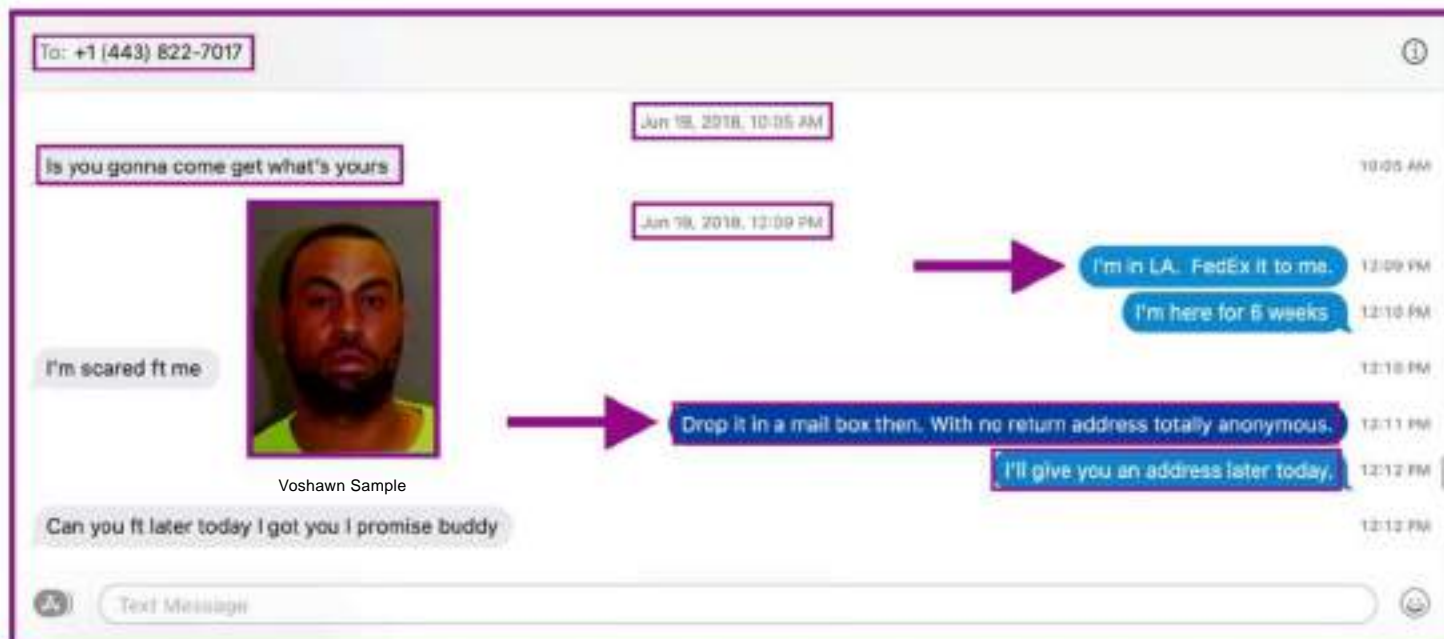 To: +1 (443) 822-7017
Jun 19, 2018, 10:05 AM
Is you gonna come get what's yours
10:05 AM
Jun 19, 2018, 12:09 PM
I'm in LA. FedEx it to me.
12:09 PM
I'm here for 6 weeks
12:10 PM
I'm scared ft me
12:10 PM
Drop it in a mail box then. With no return address totally anonymous.
12:11 PM
I'll give you an address later today.
12:12 PM
Voshawn Sample
Can you ft later today I got you I promise buddy
12:12 PM
Text Message